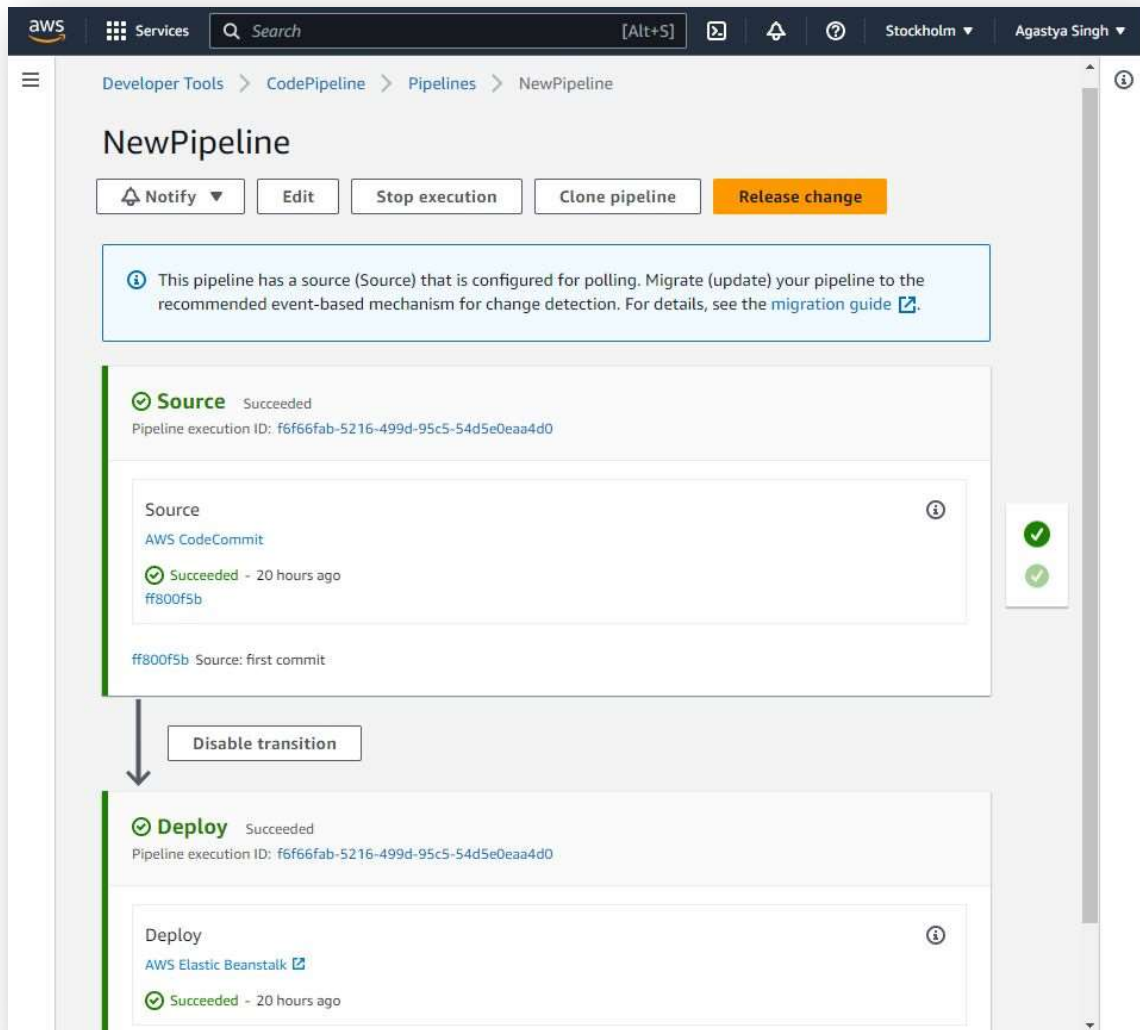 aws
Services
Search
[Alt+S]
Stockholm
Agastya Singh
Developer Tools > CodePipeline > Pipelines > NewPipeline
NewPipeline
Notify
Edit
Stop execution
Clone pipeline
Release change
This pipeline has a source (Source) that is configured for polling. Migrate (update) your pipeline to the
recommended event-based mechanism for change detection. For details, see the migration guide.
Source Succeeded
Pipeline execution ID: f6f66fab-5216-499d-95c5-54d5e0eaa4d0
Source
AWS CodeCommit
Succeeded - 20 hours ago
ff800f5b
ff800f5b Source: first commit
Disable transition
Deploy Succeeded
Pipeline execution ID: f6f66fab-5216-499d-95c5-54d5e0eaa4d0
Deploy
AWS Elastic Beanstalk
Succeeded - 20 hours ago